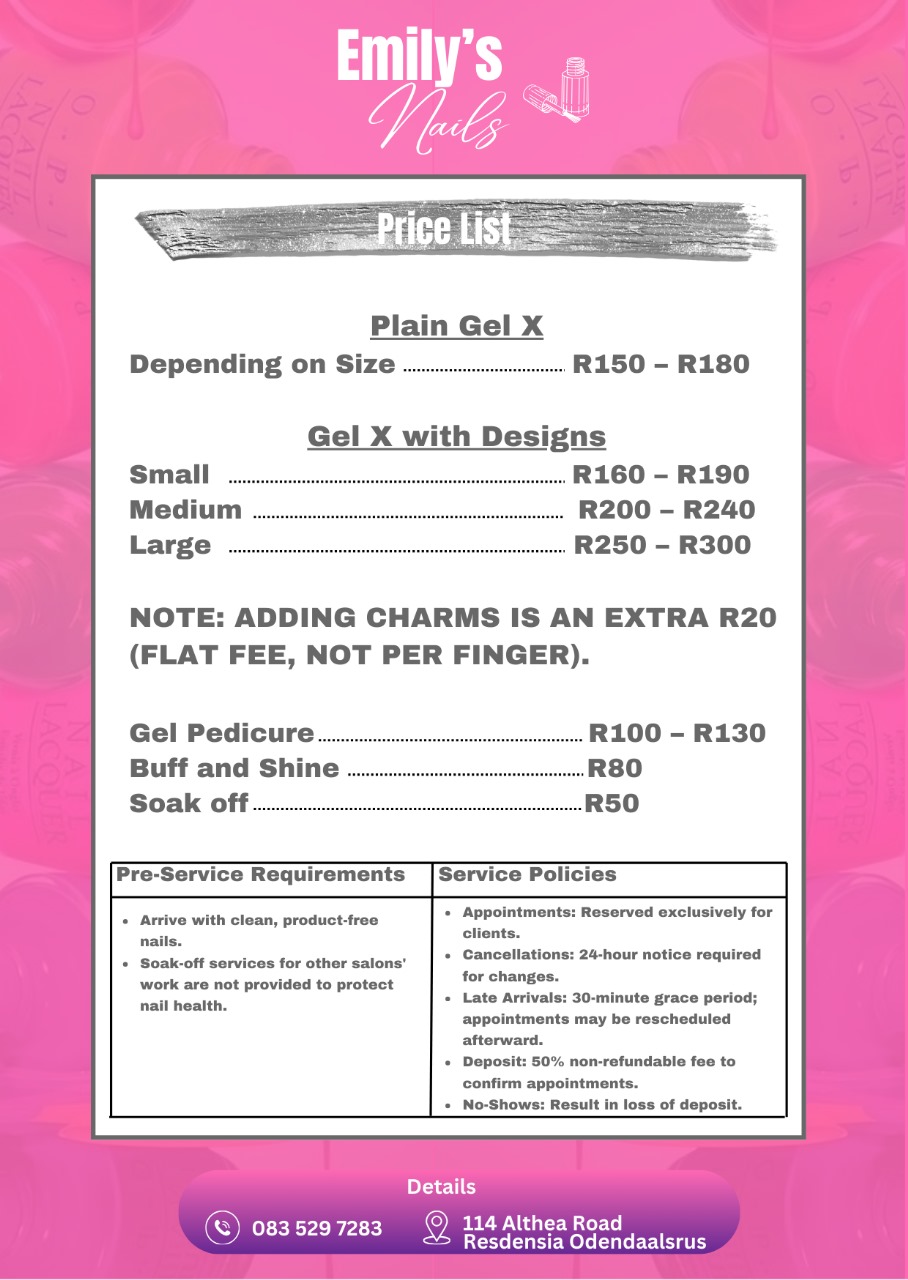 Emily's
Nails
Price List
Plain Gel X
Depending on Size ........................................ R150 – R180
Gel X with Designs
Small ........................................ R160 – R190
Medium ........................................ R200 – R240
Large ........................................ R250 – R300
NOTE: ADDING CHARMS IS AN EXTRA R20
(FLAT FEE, NOT PER FINGER).
Gel Pedicure ........................................ R100 – R130
Buff and Shine ........................................ R80
Soak off ........................................ R50
Pre-Service Requirements
• Arrive with clean, product-free
nails.
• Soak-off services for other salons'
work are not provided to protect
nail health.
Service Policies
• Appointments: Reserved exclusively for
clients.
• Cancellations: 24-hour notice required
for changes.
• Late Arrivals: 30-minute grace period;
appointments may be rescheduled
afterward.
• Deposit: 50% non-refundable fee to
confirm appointments.
• No-Shows: Result in loss of deposit.
Details
083 529 7283
114 Althea Road
Resdensia Odendaalsrus